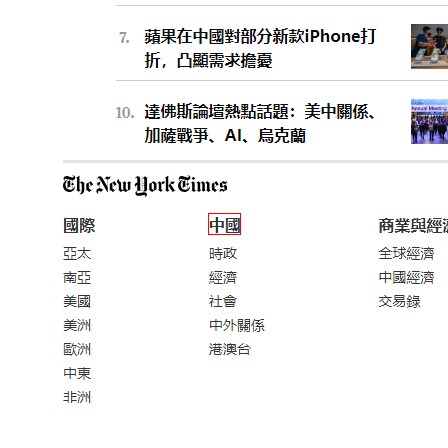 7. 蘋果在中國對部分新款iPhone打
折，凸顯需求擔憂
10. 達佛斯論壇熱點話題：美中關係、
加薩戰爭、AI、烏克蘭
The New York Times
國際 中國 商業與經濟
亞太 時政 全球經濟
南亞 經濟 中國經濟
美國 社會 交易錄
美洲 中外關係
歐洲 港澳台
中東
非洲